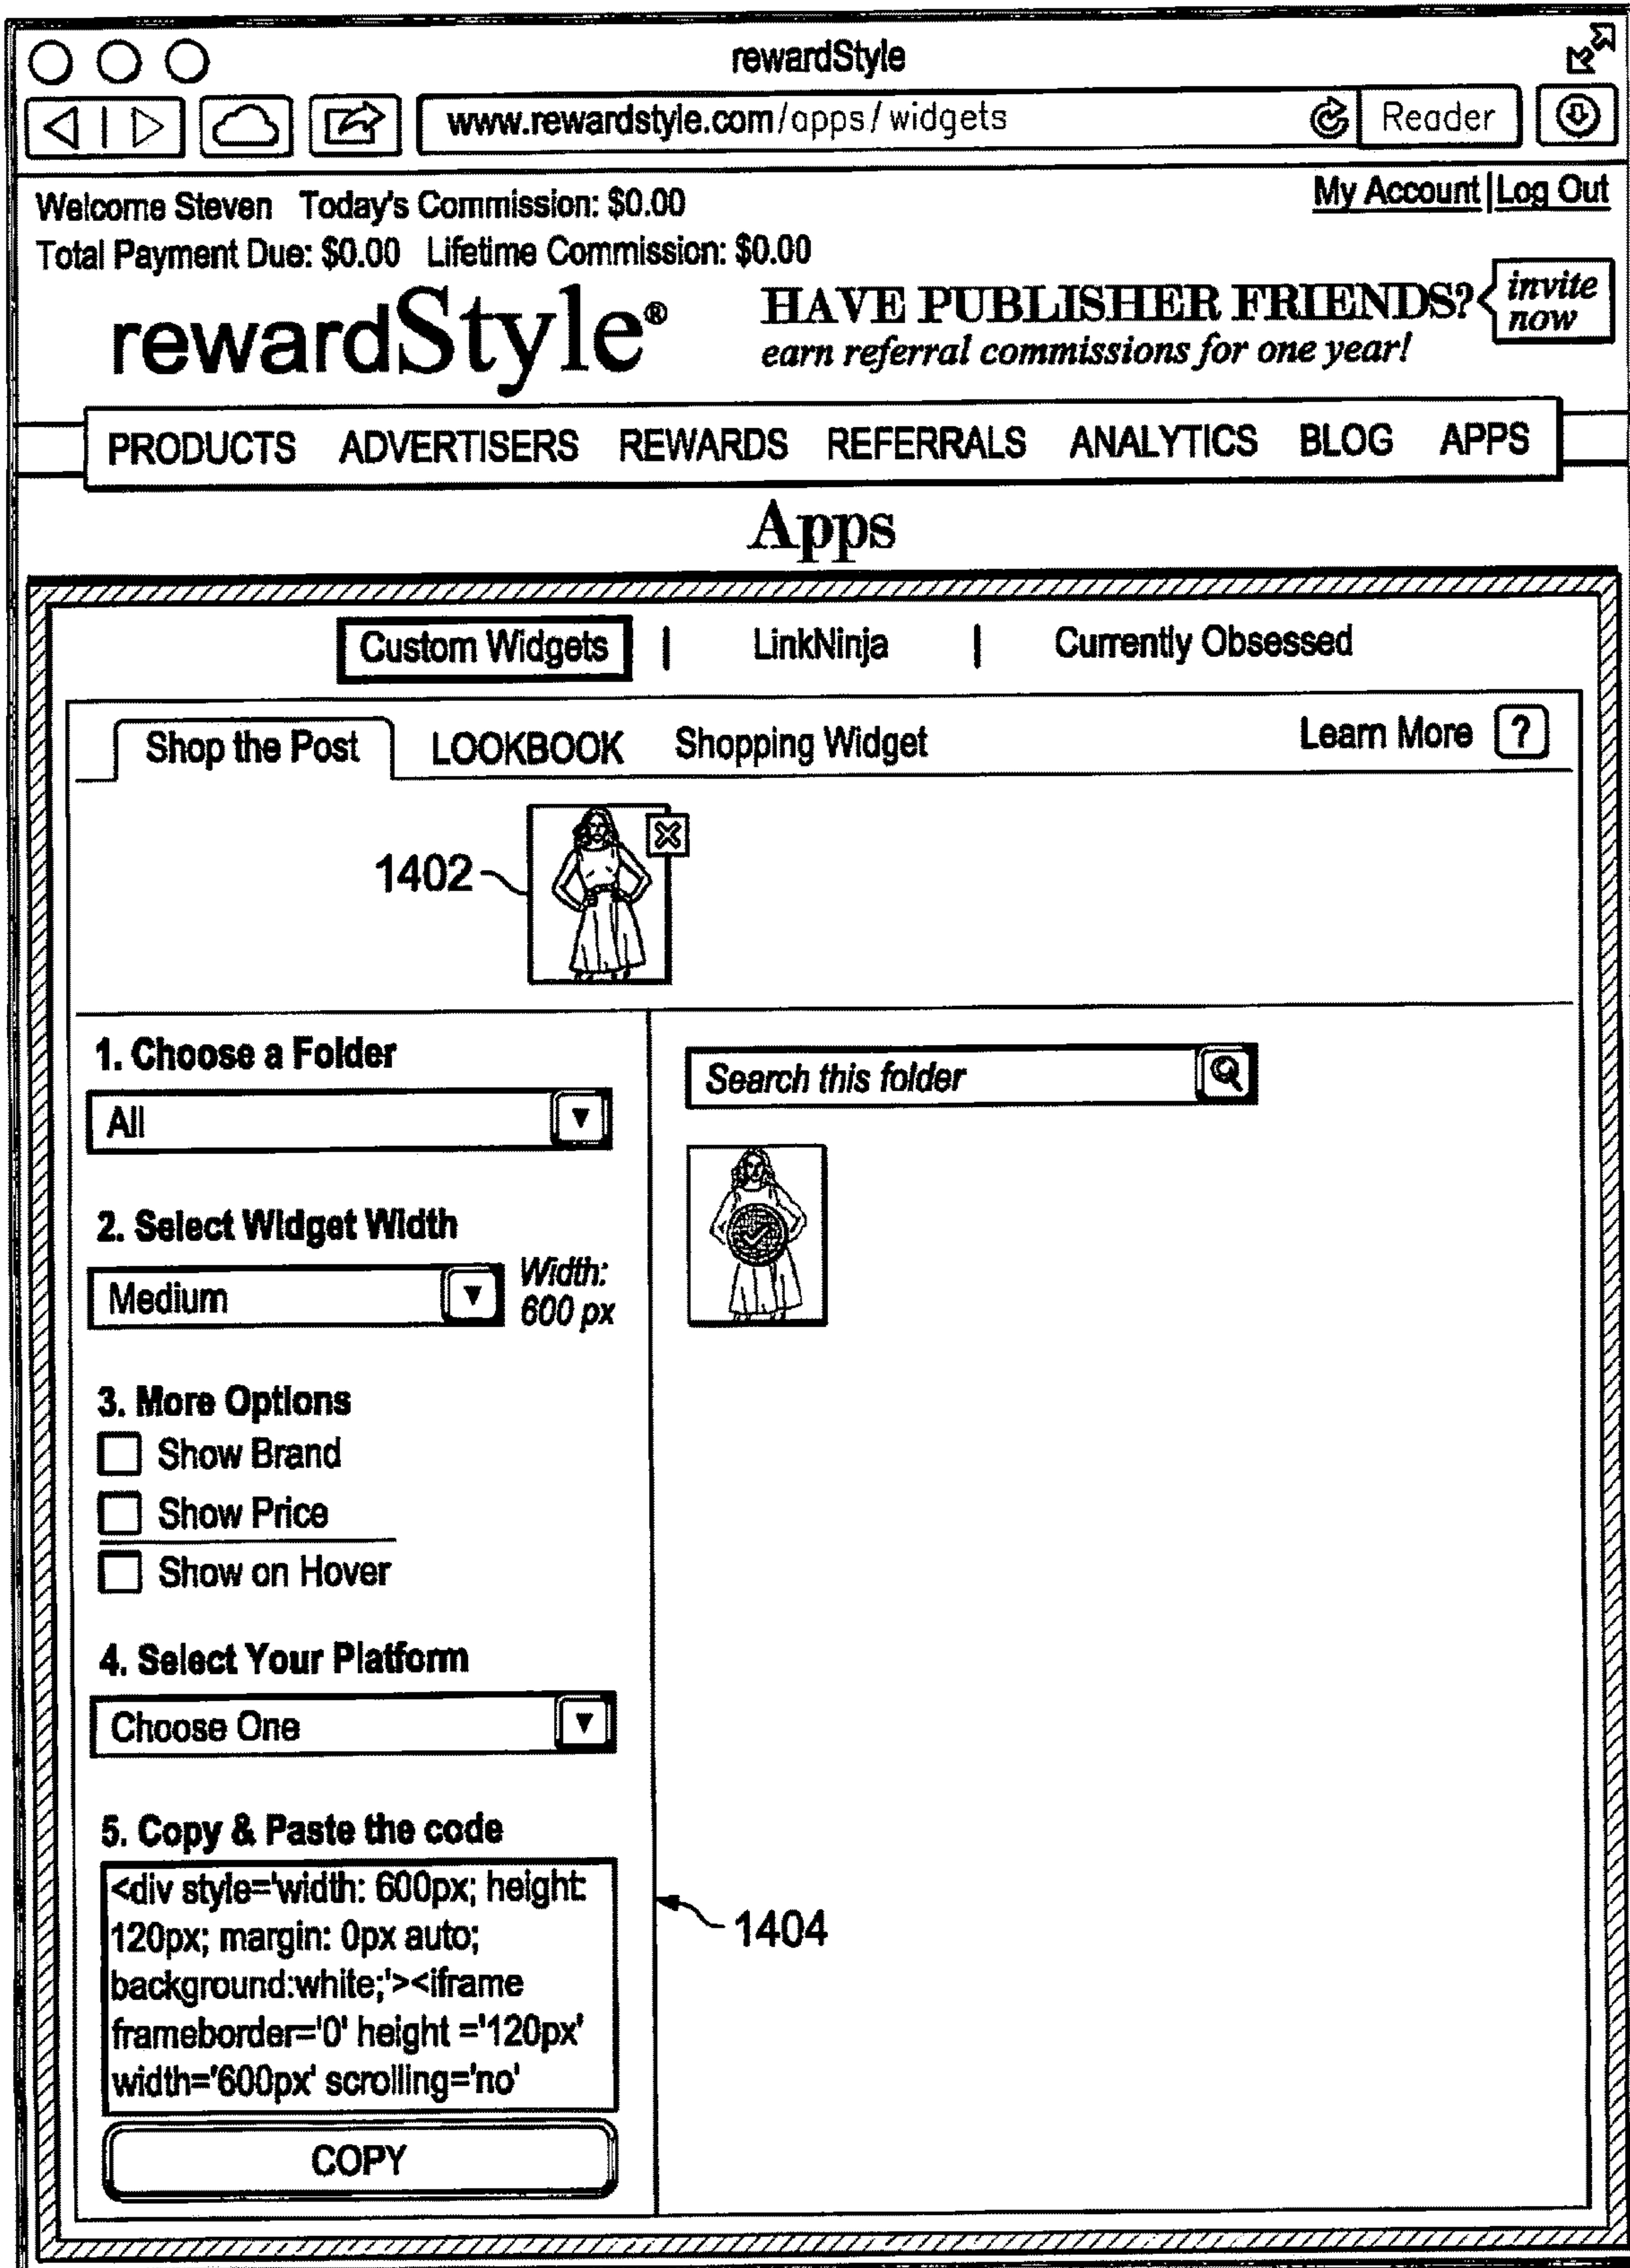 rewardStyle
www.rewardstyle.com/apps/widgets Reader
Welcome Steven Today's Commission: $0.00 My Account | Log Out
Total Payment Due: $0.00 Lifetime Commission: $0.00
rewardStyle®
HAVE PUBLISHER FRIENDS?
earn referral commissions for one year!
invite
now
PRODUCTS ADVERTISERS REWARDS REFERRALS ANALYTICS BLOG APPS
Apps
Custom Widgets | LinkNinja | Currently Obsessed
Shop the Post LOOKBOOK Shopping Widget Learn More ?
1402
1. Choose a Folder
All
Search this folder
2. Select Widget Width
Medium
Width:
600 px
3. More Options
Show Brand
Show Price
Show on Hover
4. Select Your Platform
Choose One
5. Copy & Paste the code
<div style='width: 600px; height:
120px; margin: 0px auto;
background:white;'><iframe
frameborder='0' height ='120px'
width='600px' scrolling='no'
1404
COPY